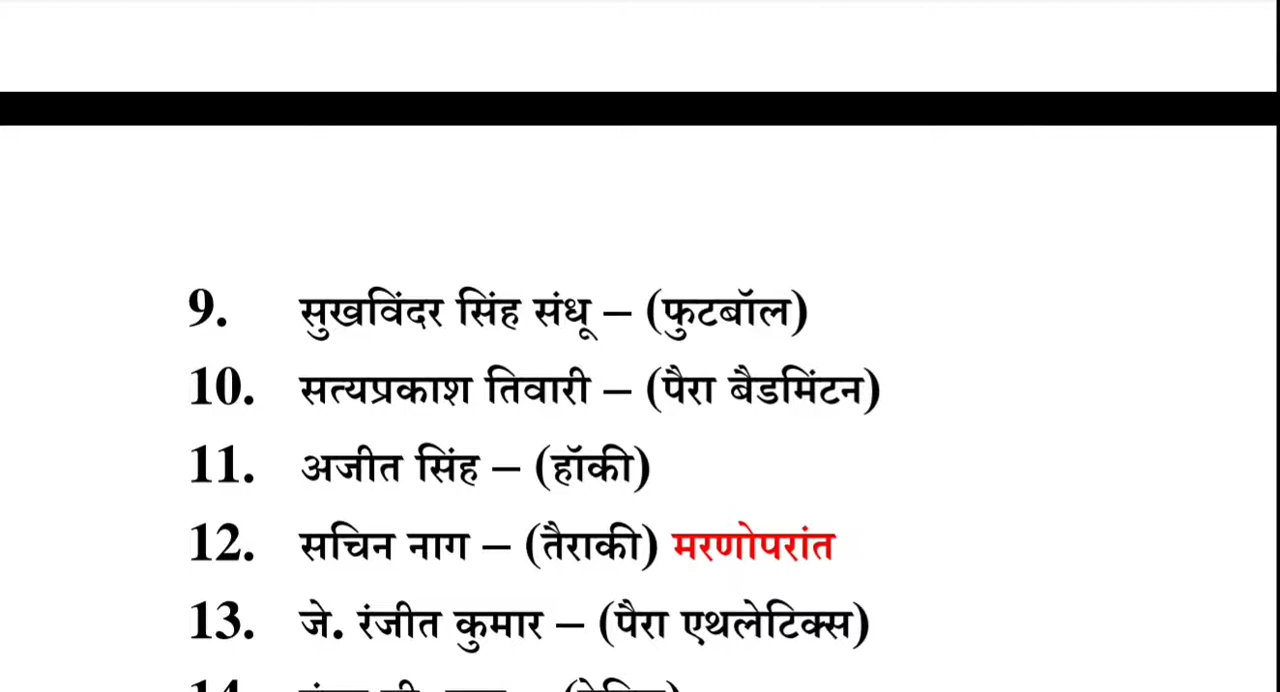 9. सुखविंदर सिंह संधू – (फुटबॉल)
10. सत्यप्रकाश तिवारी – (पैरा बैडमिंटन)
11. अजीत सिंह – (हॉकी)
12. सचिन नाग – (तैराकी) मरणोपरांत
13. जे. रंजीत कुमार – (पैरा एथलेटिक्स)